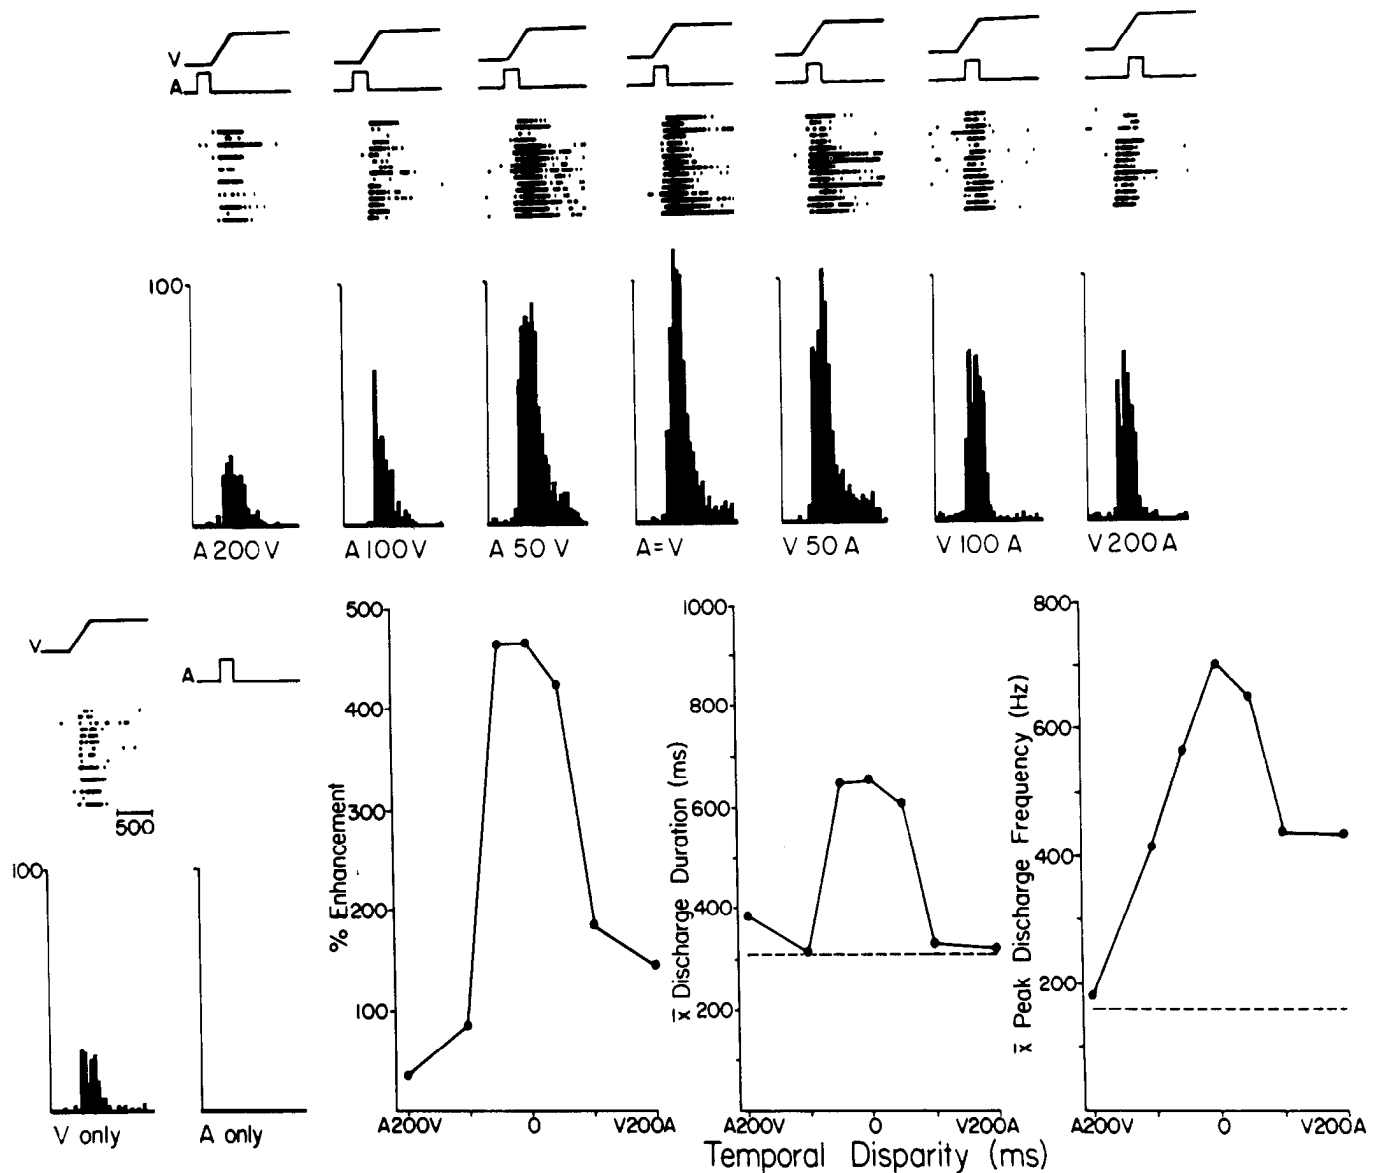 V
A
100
A 200 V
A 100 V
A 50 V
A = V
V 50 A
V 100 A
V 200 A
V
A
500
100
V only
A only
500
400
300
200
100
% Enhancement
A200V
0
V200A
1000
800
600
400
200
x̄ Discharge Duration (ms)
A200V
0
V200A
800
600
400
200
x̄ Peak Discharge Frequency (Hz)
A200V
0
V200A
Temporal Disparity (ms)